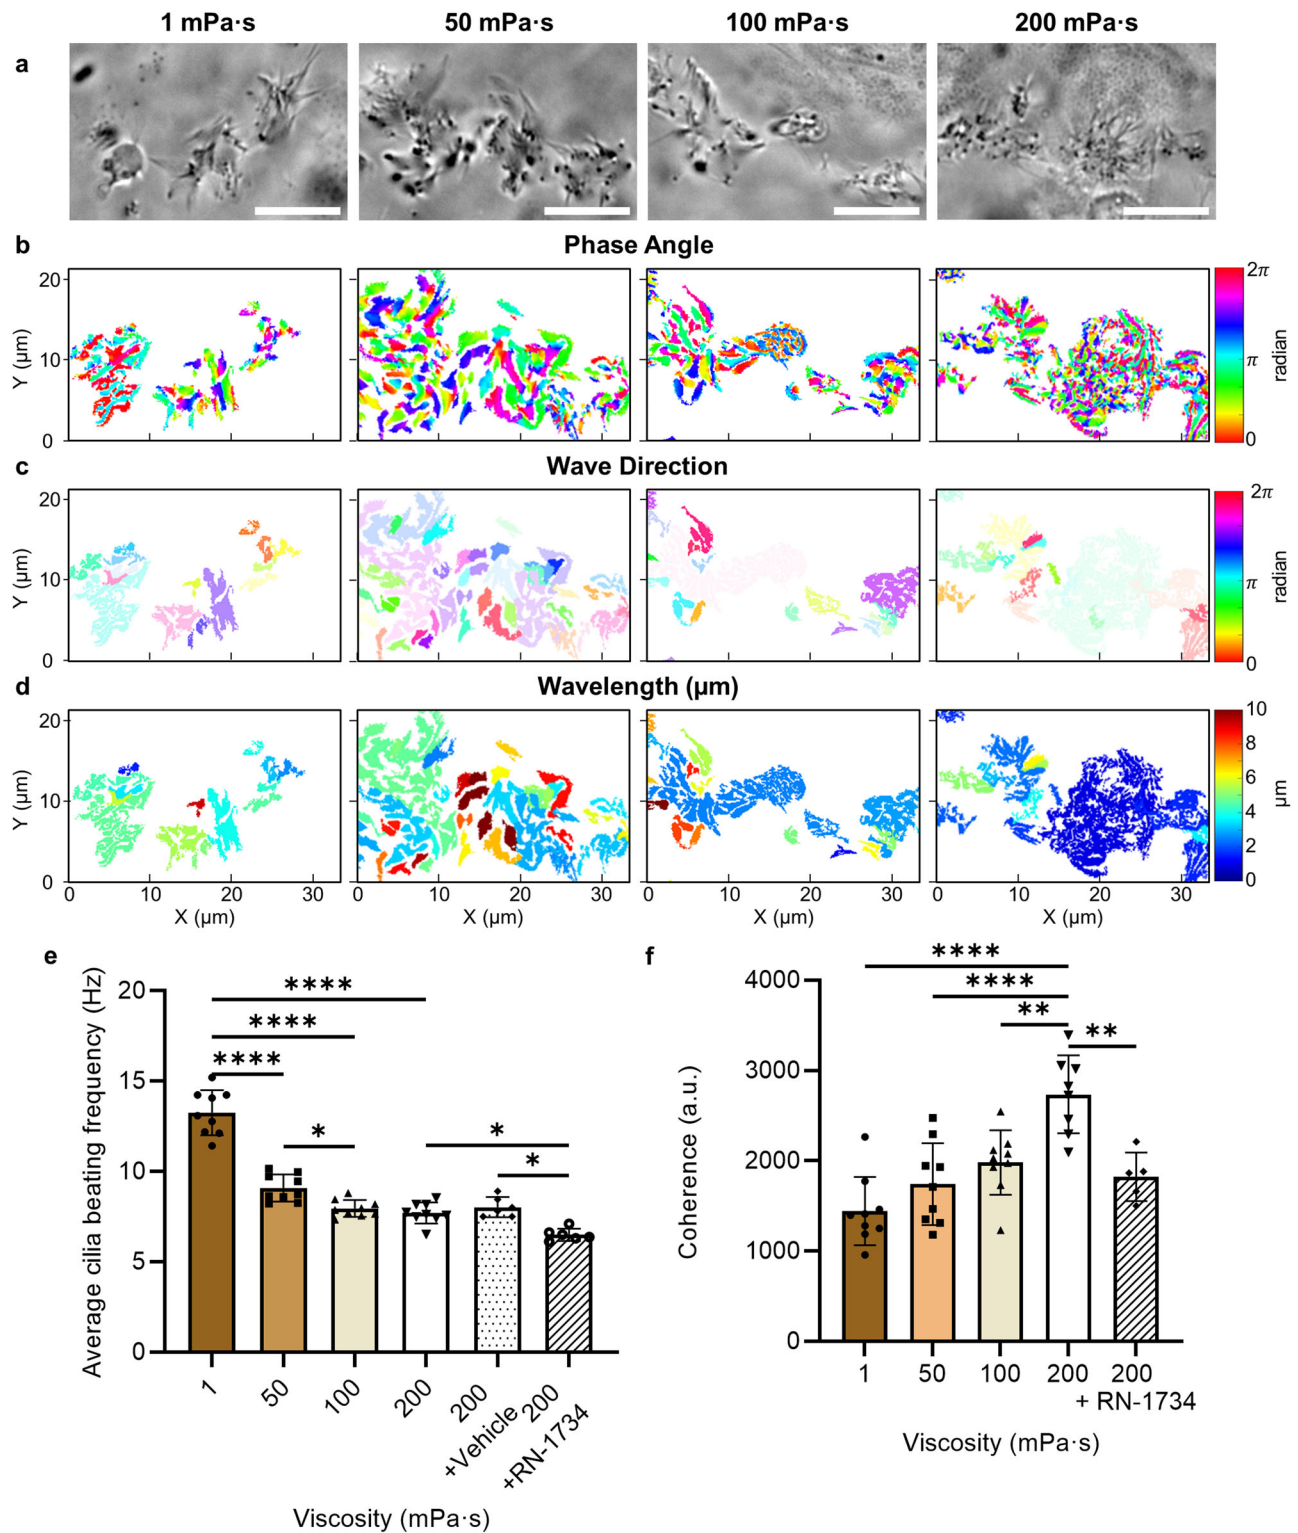 1 mPa·s 50 mPa·s 100 mPa·s 200 mPa·s
a
b Phase Angle
20
10
0
Y (µm)
2π
π
0
radian
c Wave Direction
20
10
0
Y (µm)
2π
π
0
radian
d Wavelength (µm)
20
10
0
Y (µm)
10
8
6
4
2
0
µm
0 10 20 30 0 10 20 30 0 10 20 30 0 10 20 30
X (µm) X (µm) X (µm) X (µm)
e
Average cilia beating frequency (Hz)
20
15
10
5
0
****
****
****
*
*
*
1
50
100
200
200
+Vehicle
200
+RN-1734
Viscosity (mPa·s)
f
Coherence (a.u.)
4000
3000
2000
1000
0
****
****
**
**
1 50 100 200 200
+ RN-1734
Viscosity (mPa·s)